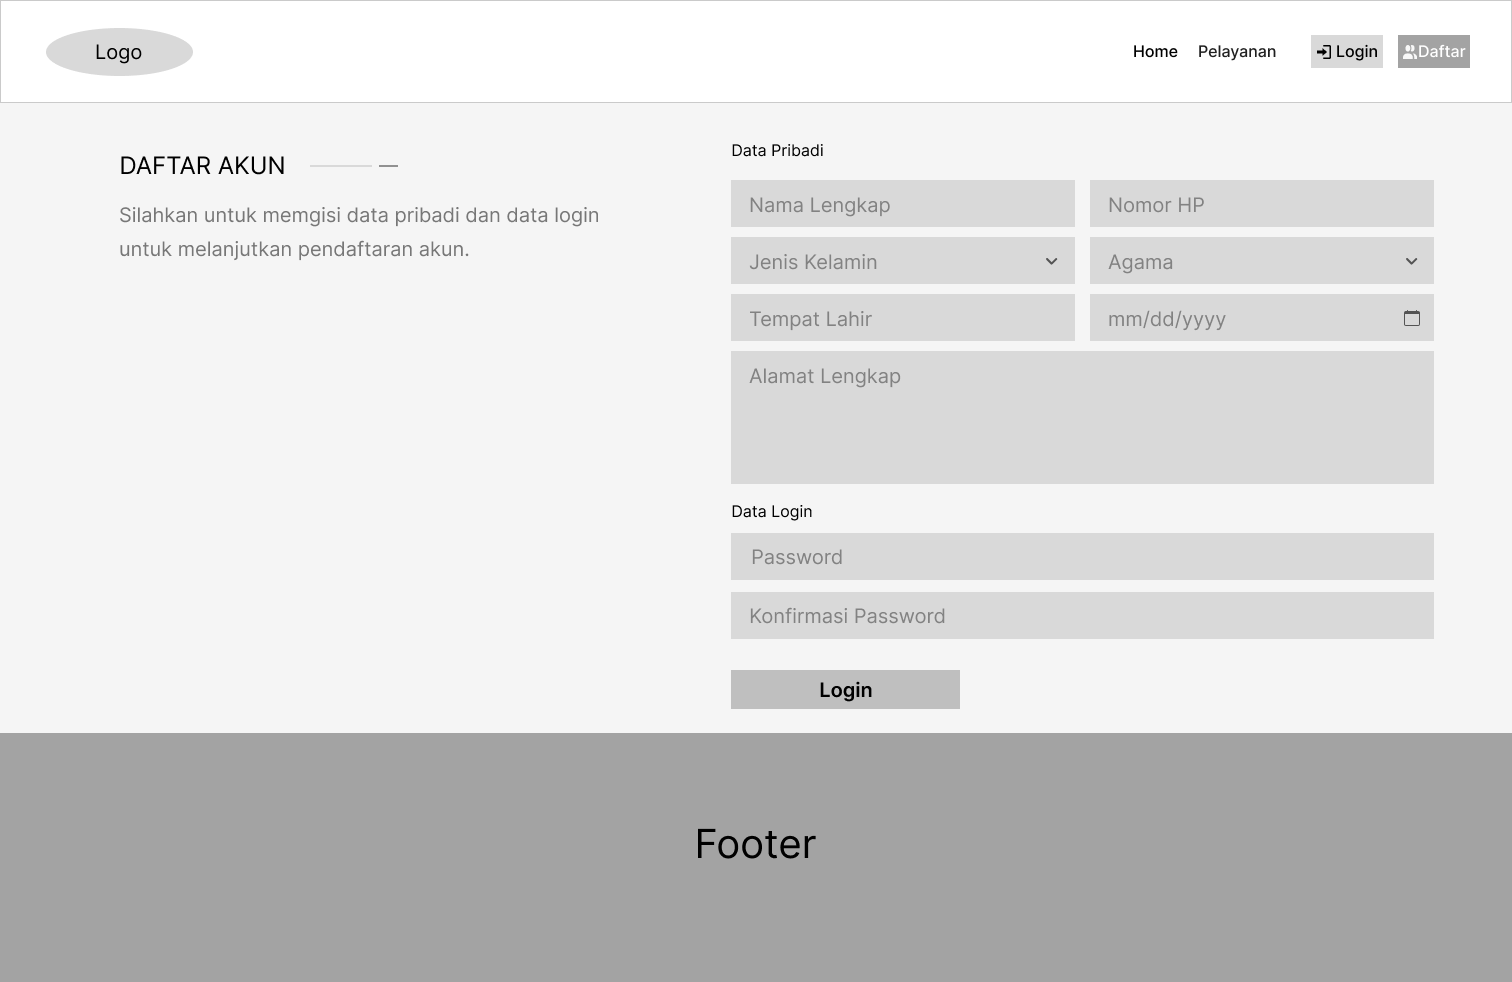 Logo
Home
Pelayanan
Login
Daftar
DAFTAR AKUN
Silahkan untuk memgisi data pribadi dan data login
untuk melanjutkan pendaftaran akun.
Data Pribadi
Nama Lengkap
Nomor HP
Jenis Kelamin
Agama
Tempat Lahir
mm/dd/yyyy
Alamat Lengkap
Data Login
Password
Konfirmasi Password
Login
Footer